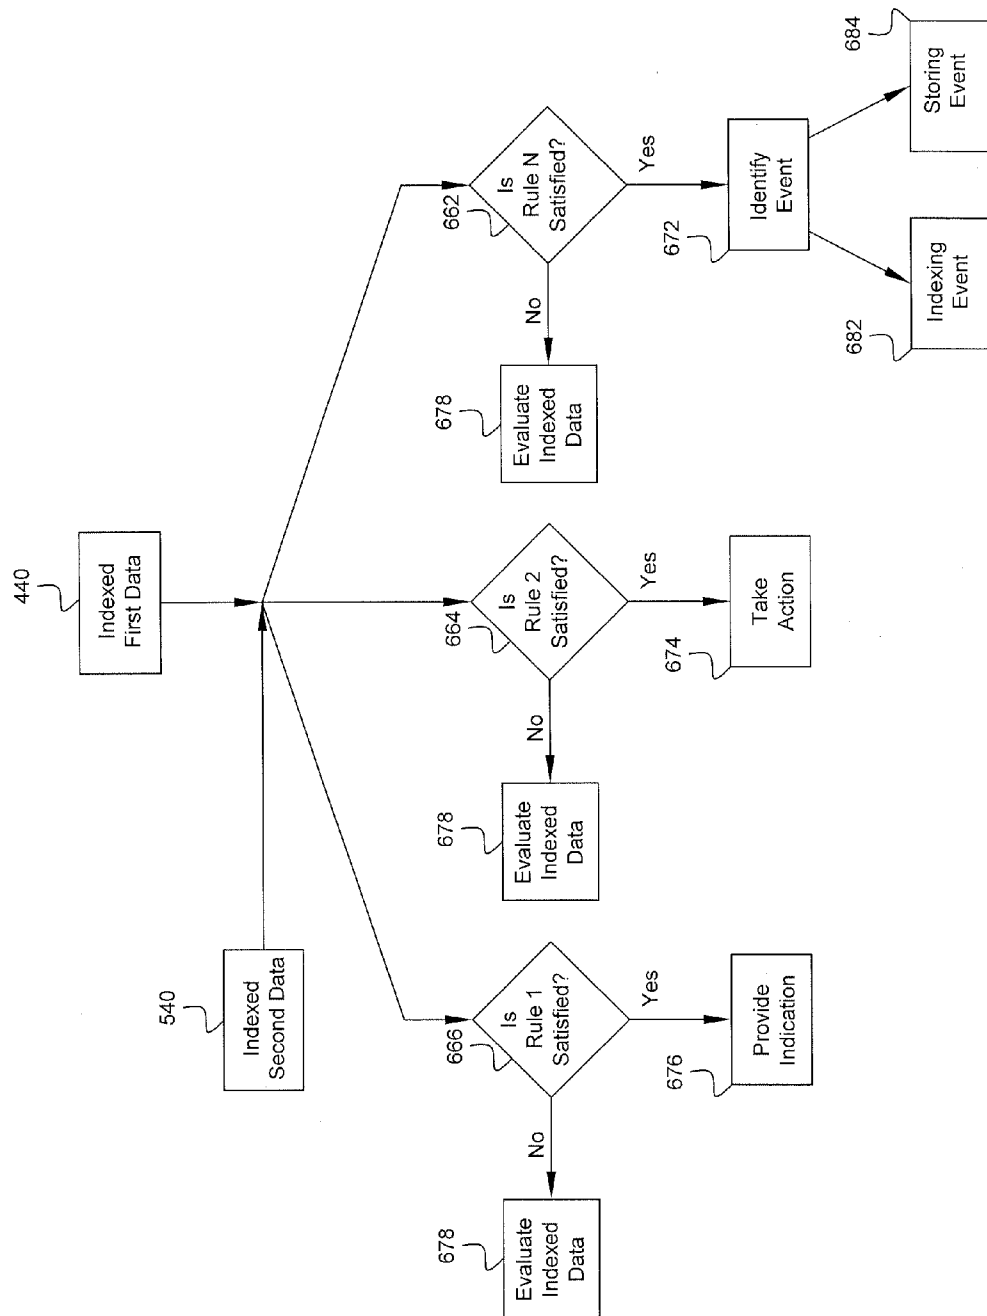 440
Indexed
First Data
540
Indexed
Second Data
666
Is
Rule 1
Satisfied?
No
678
Evaluate
Indexed
Data
Yes
676
Provide
Indication
664
Is
Rule 2
Satisfied?
No
678
Evaluate
Indexed
Data
Yes
674
Take
Action
662
Is
Rule N
Satisfied?
No
678
Evaluate
Indexed
Data
Yes
672
Identify
Event
682
Indexing
Event
684
Storing
Event